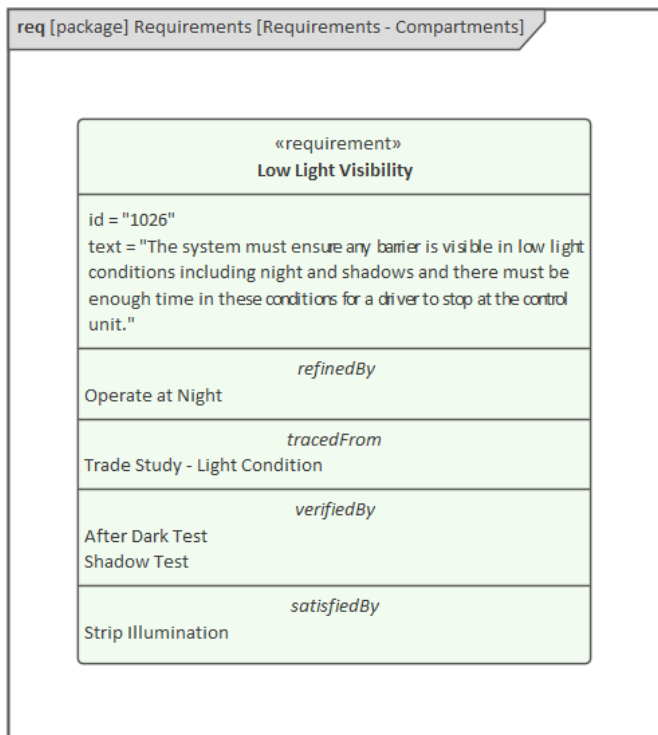 req [package] Requirements [Requirements - Compartments]
«requirement»
Low Light Visibility
id = "1026"
text = "The system must ensure any barrier is visible in low light
conditions including night and shadows and there must be
enough time in these conditions for a driver to stop at the control
unit."
refinedBy
Operate at Night
tracedFrom
Trade Study - Light Condition
verifiedBy
After Dark Test
Shadow Test
satisfiedBy
Strip Illumination